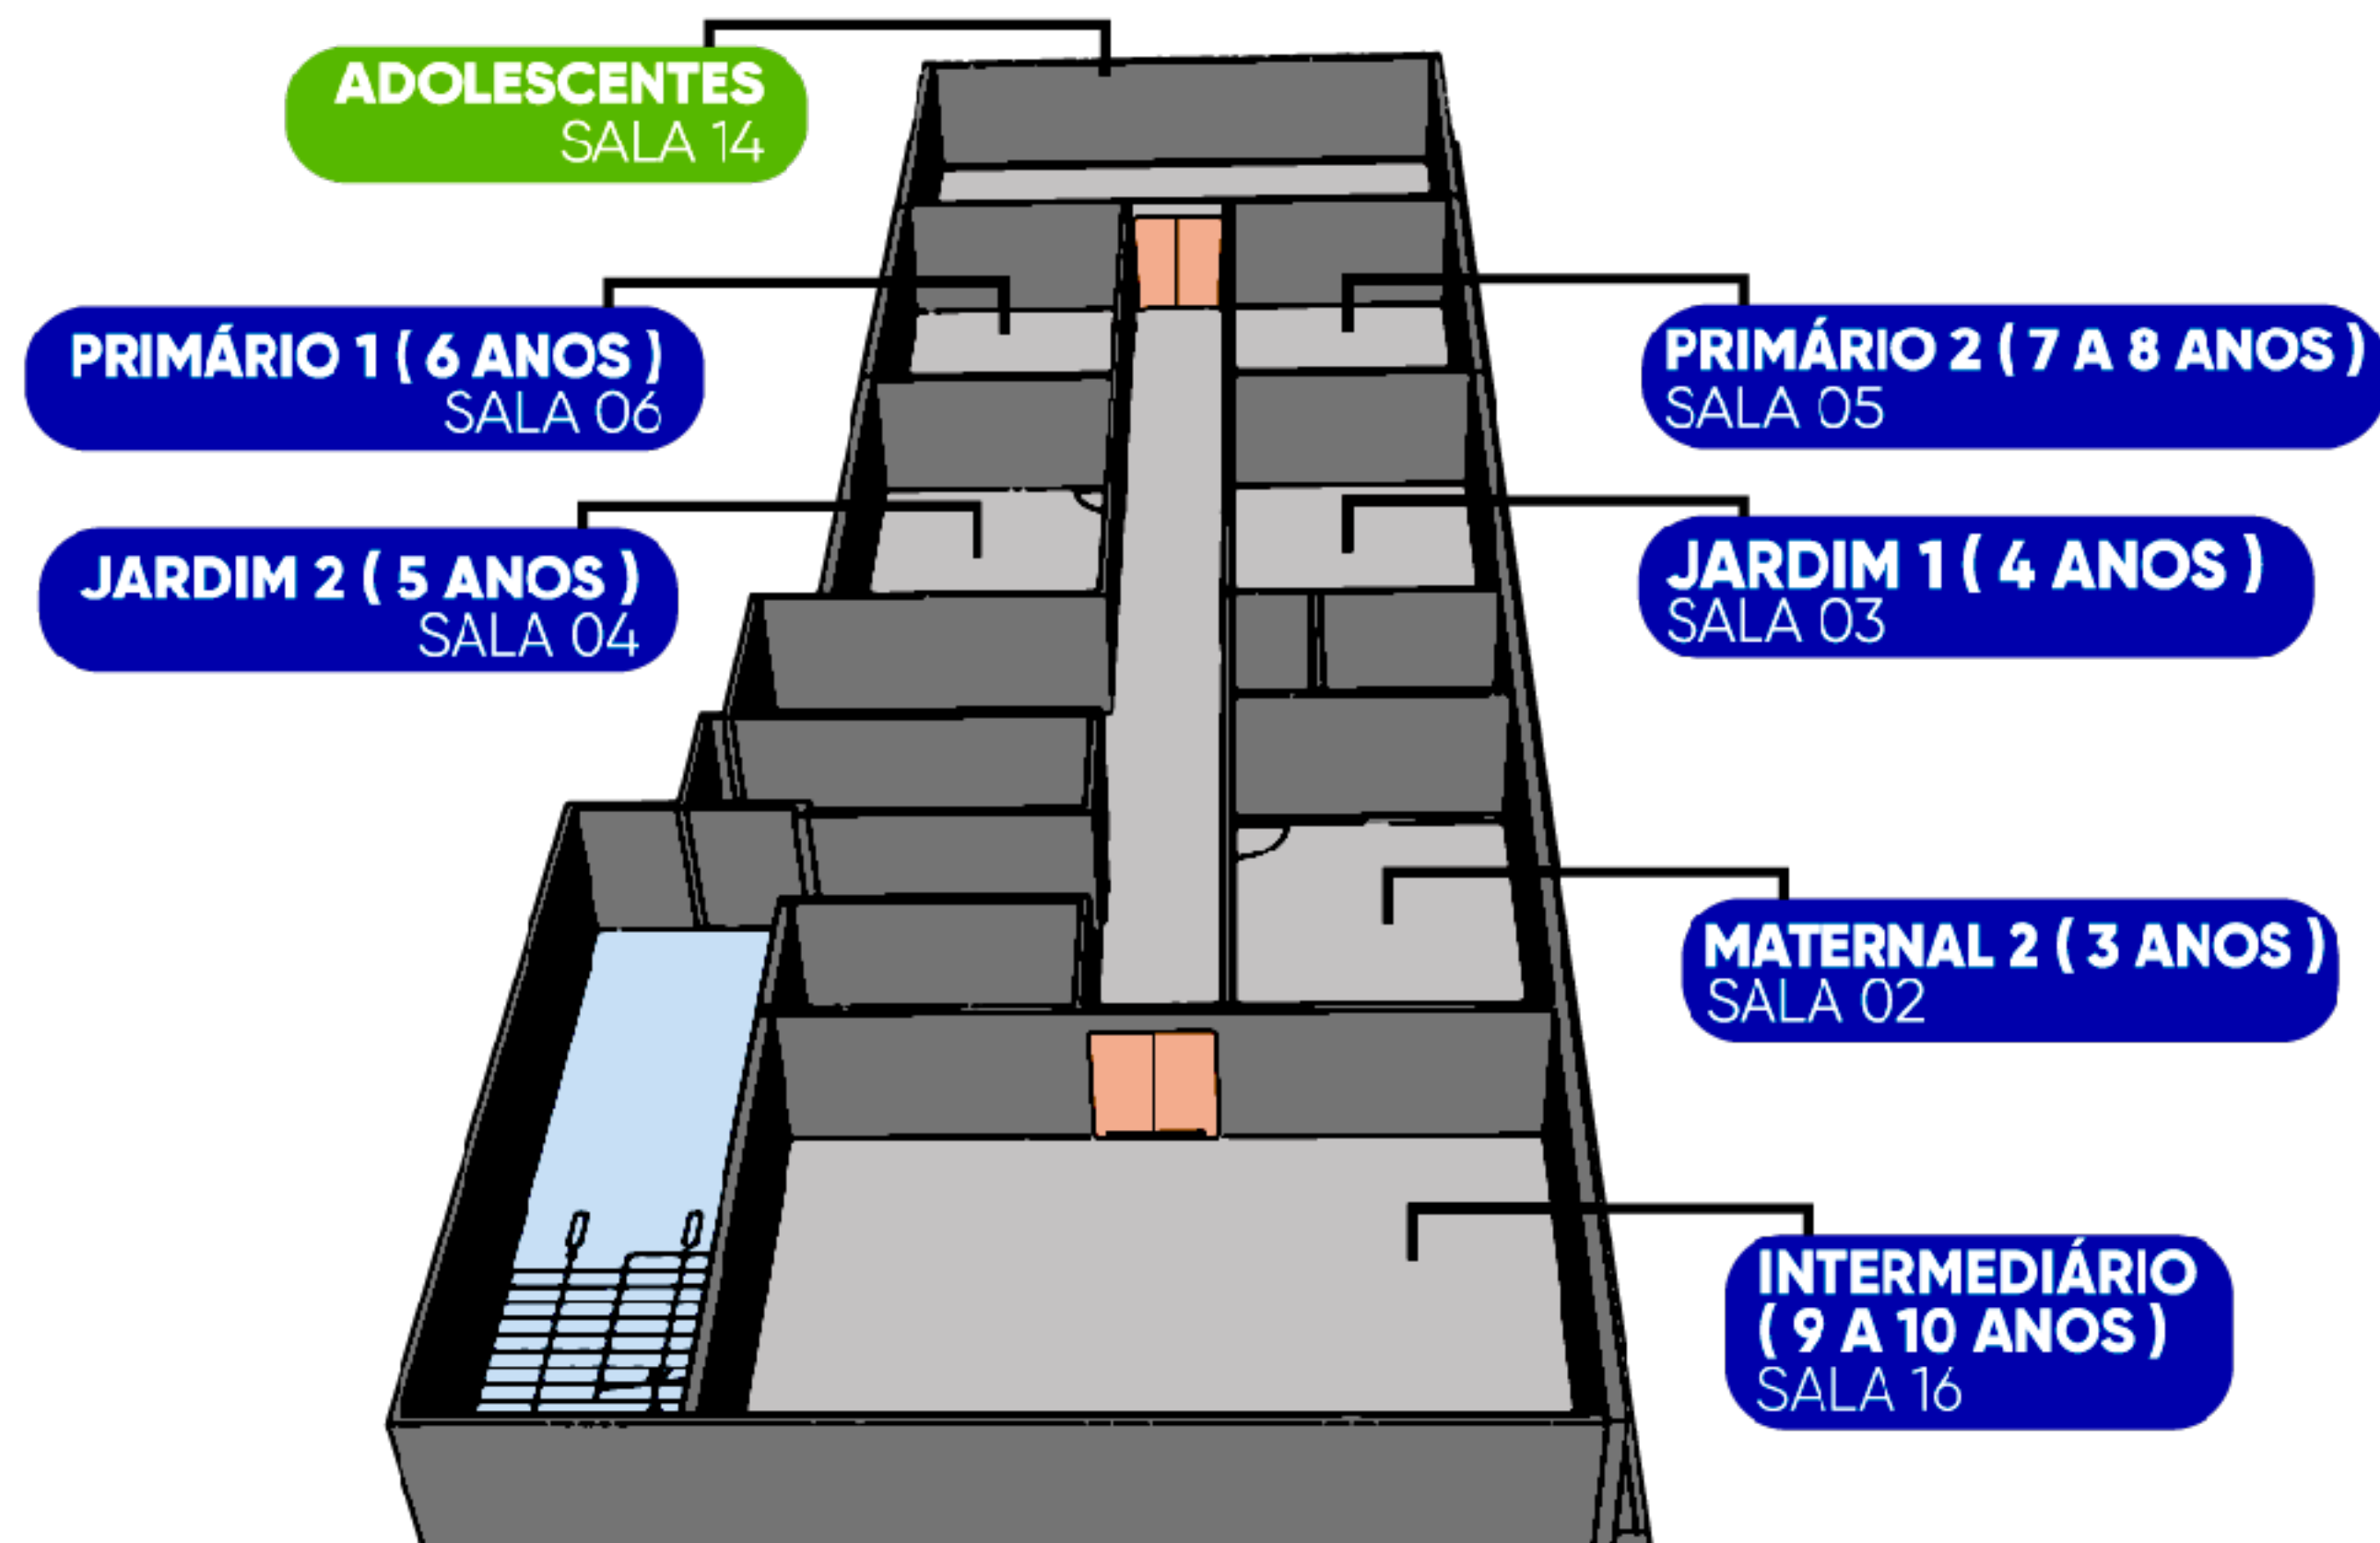 ADOLESCENTES
SALA 14
PRIMÁRIO 1 ( 6 ANOS )
SALA 06
PRIMÁRIO 2 ( 7 A 8 ANOS )
SALA 05
JARDIM 2 ( 5 ANOS )
SALA 04
JARDIM 1 ( 4 ANOS )
SALA 03
MATERNAL 2 ( 3 ANOS )
SALA 02
INTERMEDIÁRIO
( 9 A 10 ANOS )
SALA 16